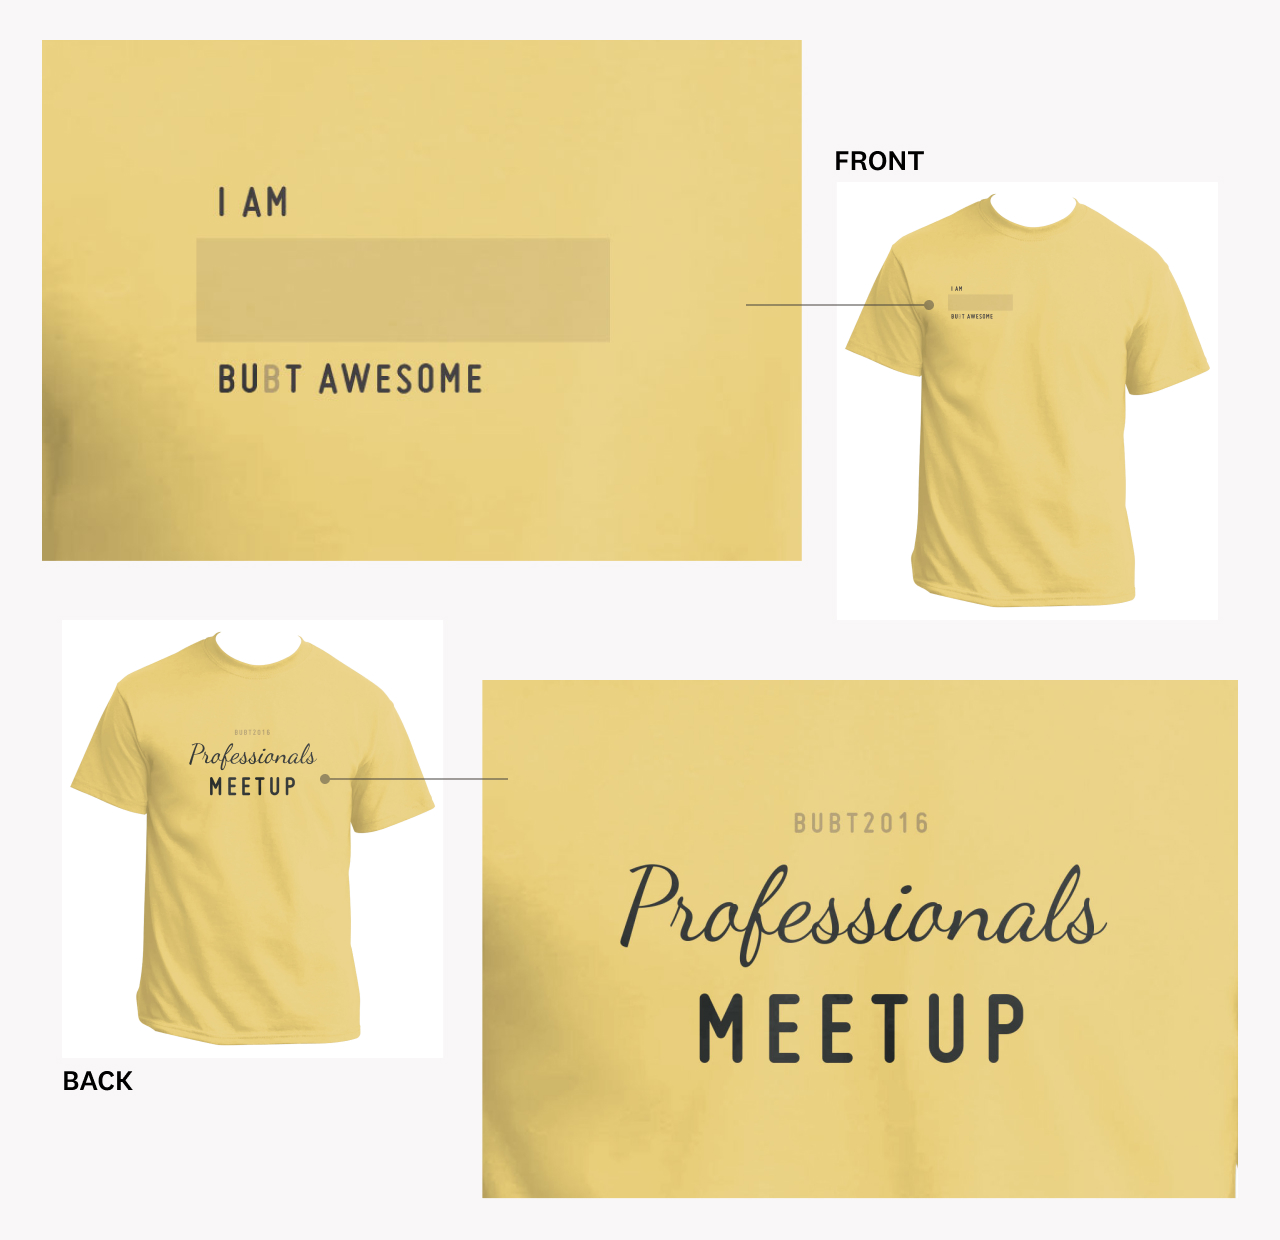 I AM
BUBT AWESOME
FRONT
I AM
BUBT AWESOME
BUBT2016
Professionals
MEETUP
BACK
BUBT2016
Professionals
MEETUP